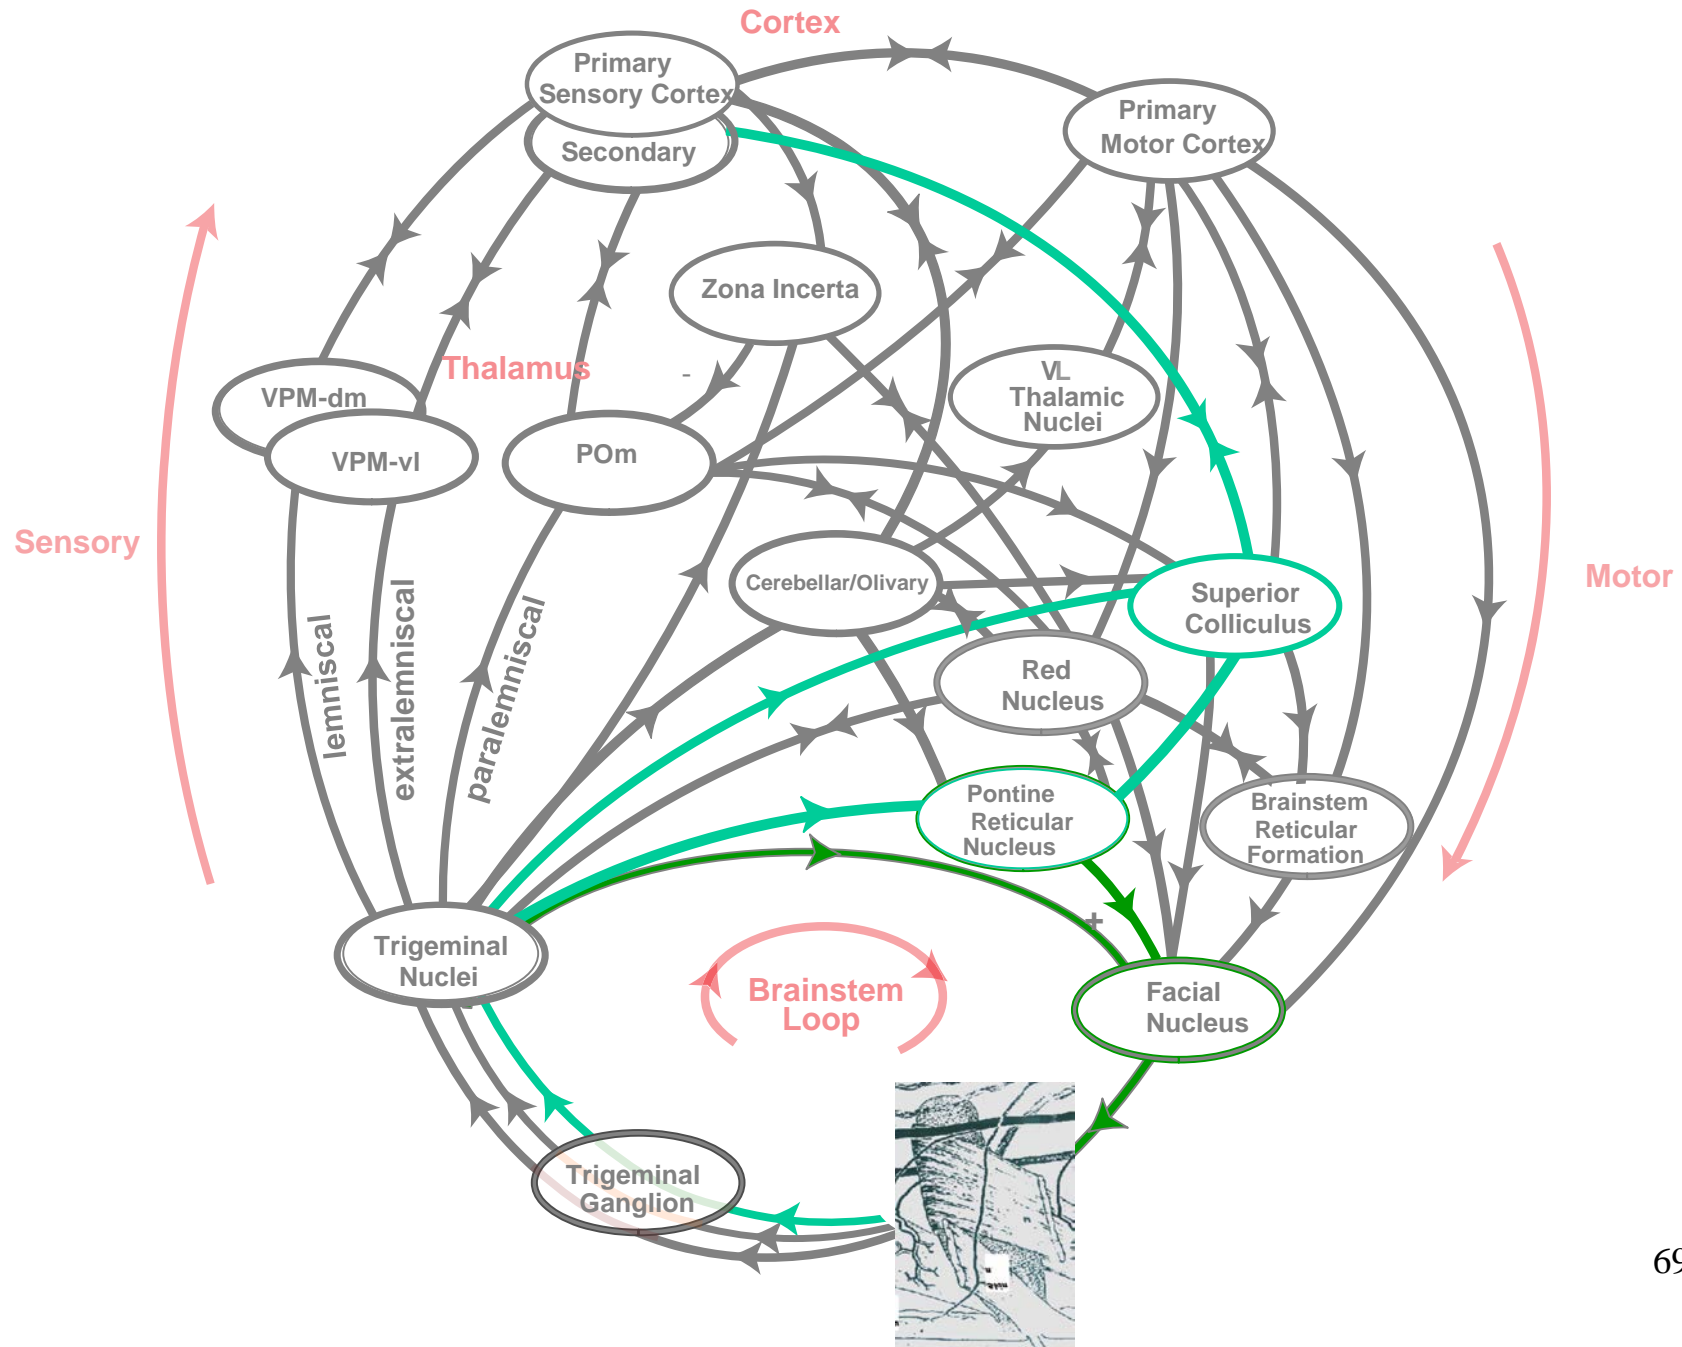 Cortex
Primary
Sensory Cortex
Secondary
Primary
Motor Cortex
Zona Incerta
Thalamus
-
VL
Thalamic
Nuclei
VPM-dm
VPM-vl
POm
Sensory
Motor
lemniscal
extralemniscal
paralemniscal
Cerebellar/Olivary
Superior
Colliculus
Red
Nucleus
Pontine
Reticular
Nucleus
Brainstem
Reticular
Formation
+
Trigeminal
Nuclei
Brainstem
Loop
Facial
Nucleus
Trigeminal
Ganglion
69